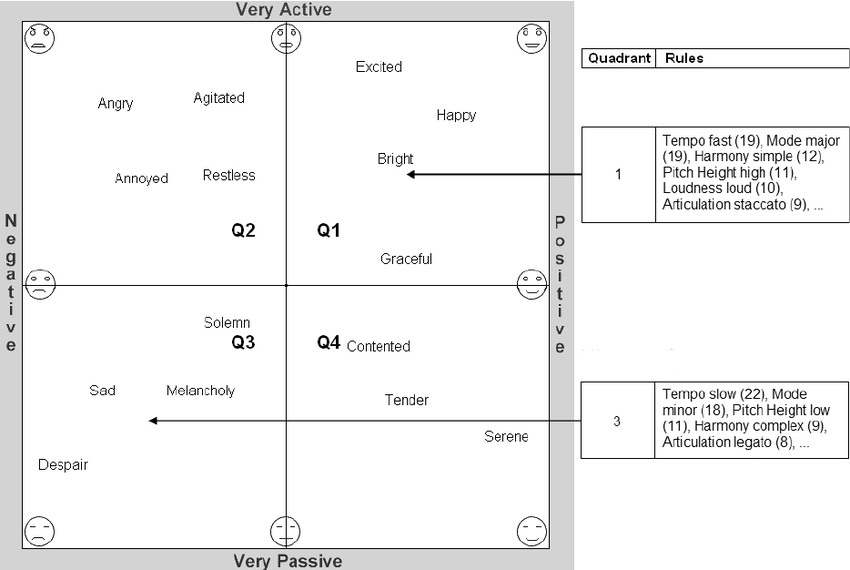 Very Active
Excited
Angry
Agitated
Happy
Bright
Annoyed
Restless
Q2
Q1
Graceful
Negative
Positive
Solemn
Q3
Q4
Contented
Sad
Melancholy
Tender
Serene
Despair
Very Passive
Quadrant Rules
1
Tempo fast (19), Mode major
(19), Harmony simple (12),
Pitch Height high (11),
Loudness loud (10),
Articulation staccato (9), ...
3
Tempo slow (22), Mode
minor (18), Pitch Height low
(11), Harmony complex (9),
Articulation legato (8), ...